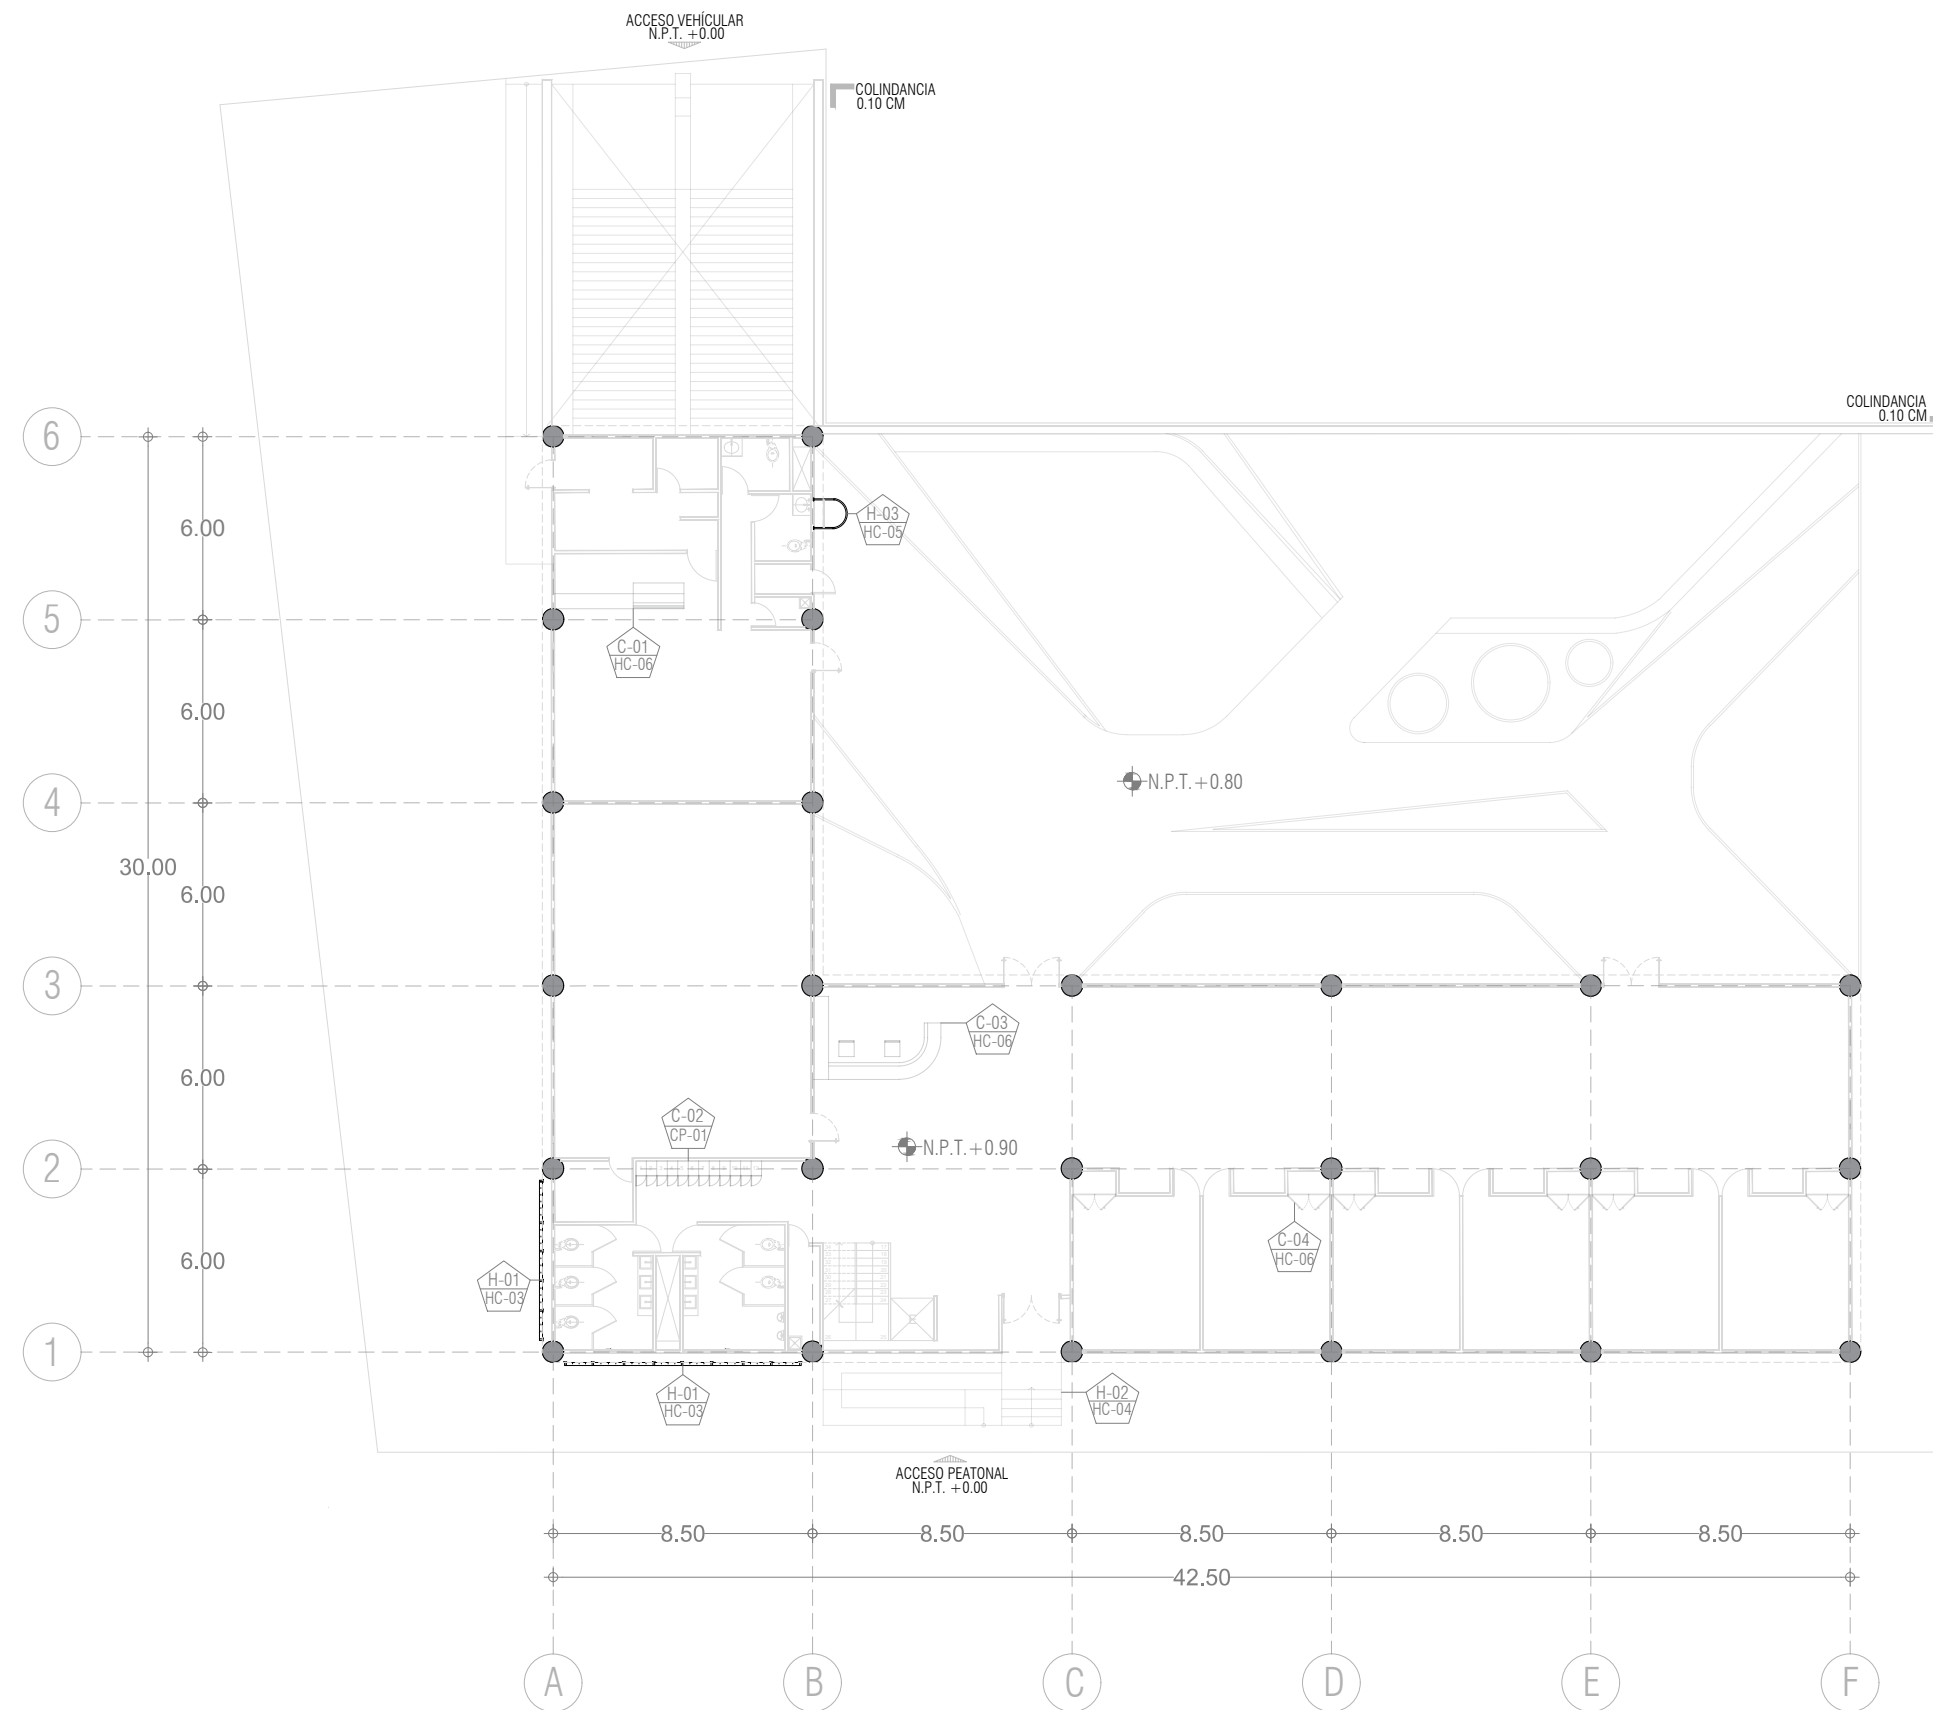 ACCESO VEHÍCULAR
N.P.T. +0.00
COLINDANCIA
0.10 CM
COLINDANCIA
0.10 CM
6
H-03
HC-05
6.00
5
C-01
HC-06
6.00
N.P.T. +0.80
4
30.00
6.00
3
C-03
HC-06
6.00
C-02
CP-01
N.P.T. +0.90
2
C-04
HC-06
6.00
H-01
HC-03
1
H-01
HC-03
H-02
HC-04
ACCESO PEATONAL
N.P.T. +0.00
8.50 8.50 8.50 8.50 8.50
42.50
A B C D E F